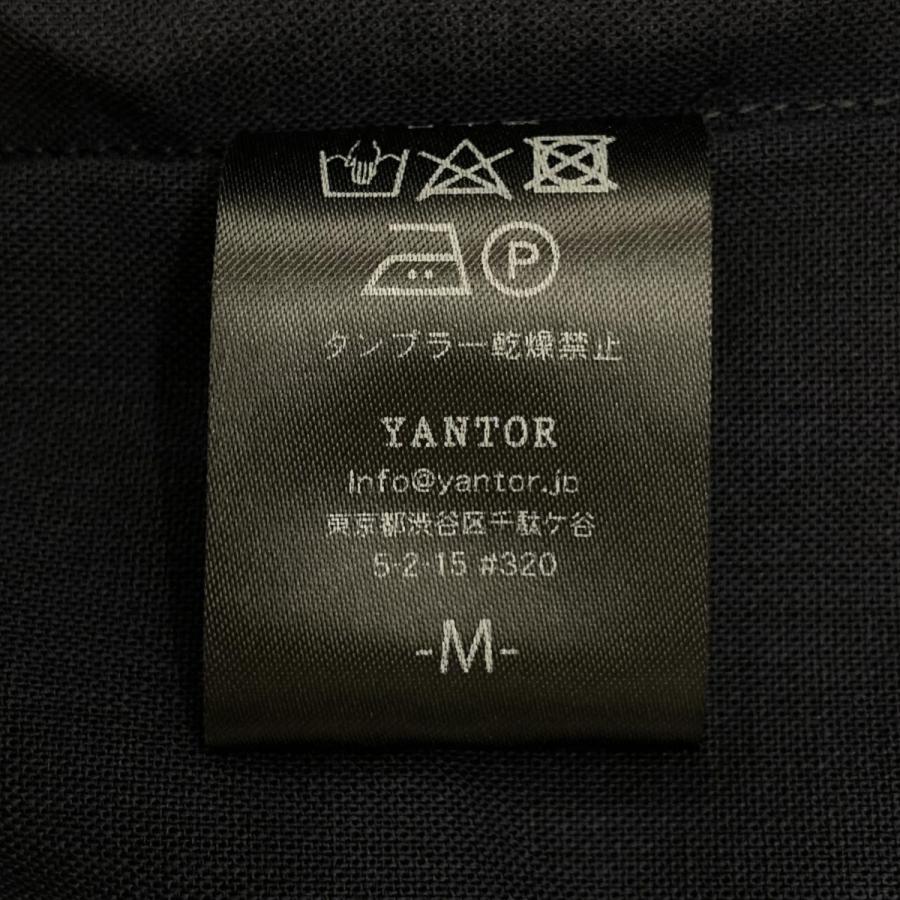 P
タンブラー乾燥禁止
YANTOR
Info@yantor.jp
東京都渋谷区千駄ケ谷
5-2-15 #320
-M-